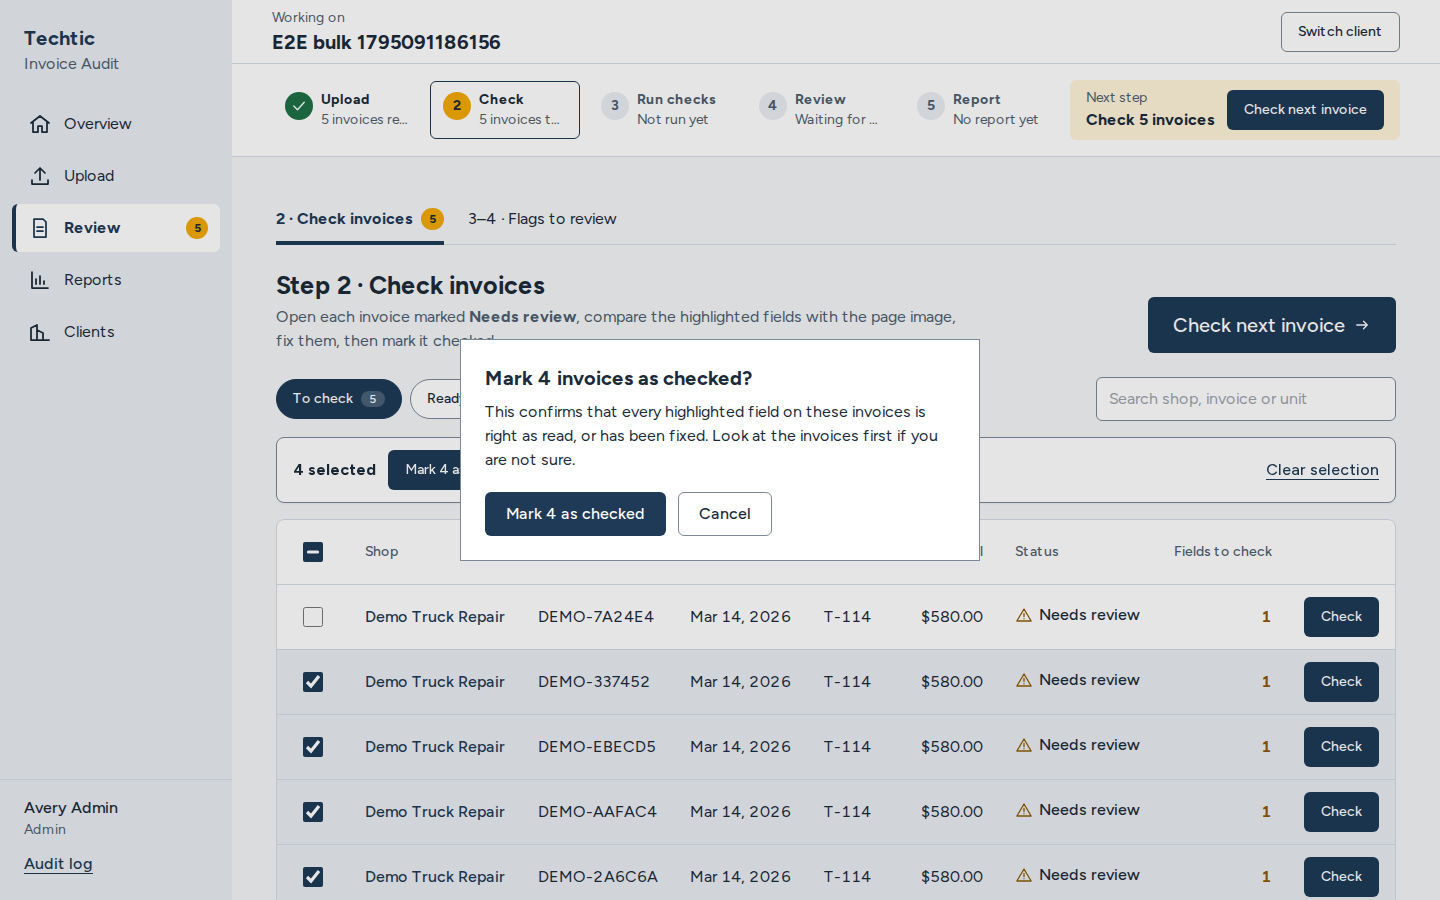 Techtic
Invoice Audit
Overview
Upload
Review 5
Reports
Clients
Avery Admin
Admin
Audit log
Working on
E2E bulk 1795091186156
Switch client
Upload
5 invoices re...
2 Check
5 invoices t...
3 Run checks
Not run yet
4 Review
Waiting for ...
5 Report
No report yet
Next step
Check 5 invoices
Check next invoice
2 · Check invoices 5
3–4 · Flags to review
Step 2 · Check invoices
Open each invoice marked Needs review, compare the highlighted fields with the page image,
fix them, then mark it
Check next invoice →
To check 5
Search shop, invoice or unit
4 selected
Mark 4
Clear selection
Mark 4 invoices as checked?
This confirms that every highlighted field on these invoices is
right as read, or has been fixed. Look at the invoices first if you
are not sure.
Mark 4 as checked
Cancel
Shop Status Fields to check
Demo Truck Repair DEMO-7A24E4 Mar 14, 2026 T-114 $580.00 Needs review 1 Check
Demo Truck Repair DEMO-337452 Mar 14, 2026 T-114 $580.00 Needs review 1 Check
Demo Truck Repair DEMO-EBECD5 Mar 14, 2026 T-114 $580.00 Needs review 1 Check
Demo Truck Repair DEMO-AAFAC4 Mar 14, 2026 T-114 $580.00 Needs review 1 Check
Demo Truck Repair DEMO-2A6C6A Mar 14, 2026 T-114 $580.00 Needs review 1 Check